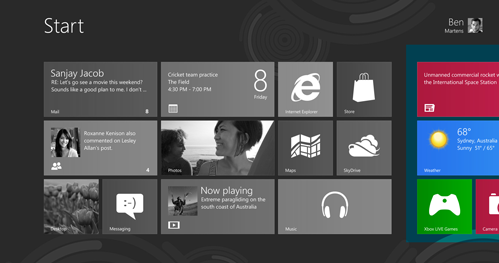 Start
Ben
Martens
Sanjay Jacob
RE: Let's go see a movie this weekend?
Sounds like a good plan to me. I don't ...
Mail
8
Cricket team practice
The Field
4:30 PM - 7:00 PM
8
Friday
Internet Explorer
Store
Unmanned commercial rocket
the International Space Station
Roxanne Kenison also
commented on Lesley
Allan's post
4
Photos
Maps
SkyDrive
68°
Sydney, Australia
Sunny 51° / 65°
Weather
Desktop
:-)
Messaging
Now playing
Extreme paragliding on the
south coast of Australia
Music
Xbox LIVE Games
Camera